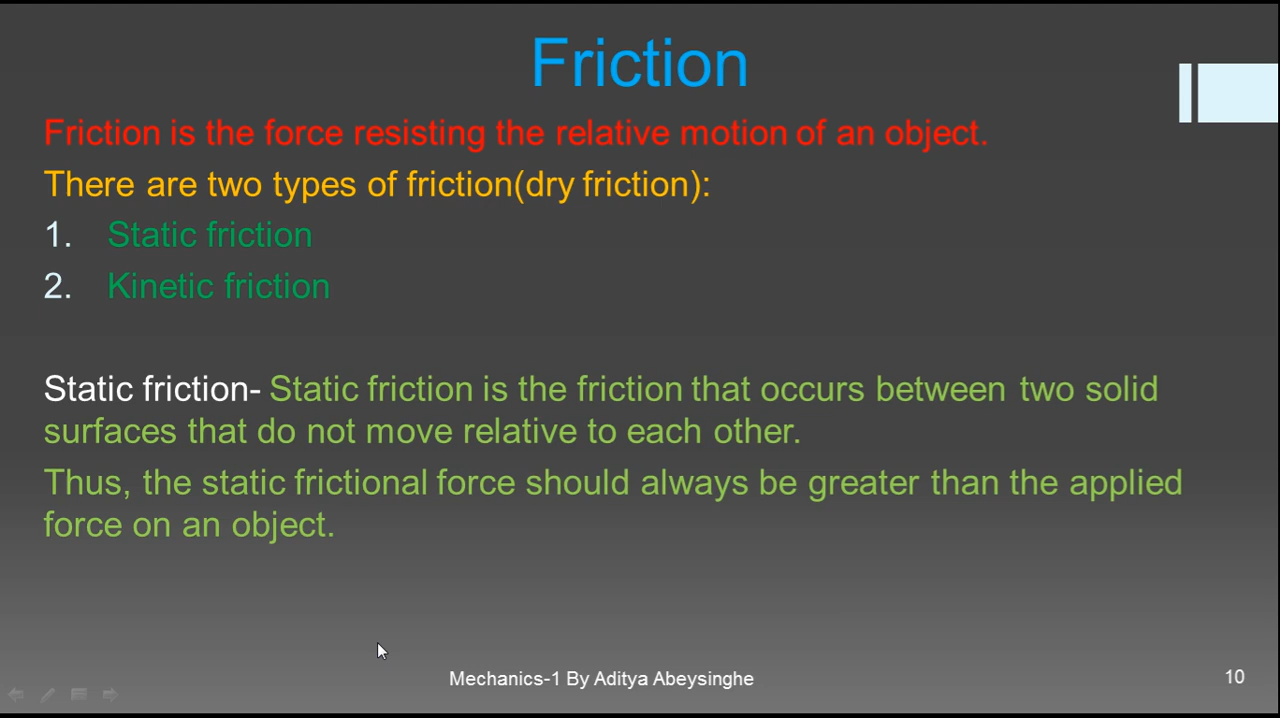 Friction
Friction is the force resisting the relative motion of an object.
There are two types of friction(dry friction):
1. Static friction
2. Kinetic friction
Static friction- Static friction is the friction that occurs between two solid
surfaces that do not move relative to each other.
Thus, the static frictional force should always be greater than the applied
force on an object.
Mechanics-1 By Aditya Abeysinghe
10